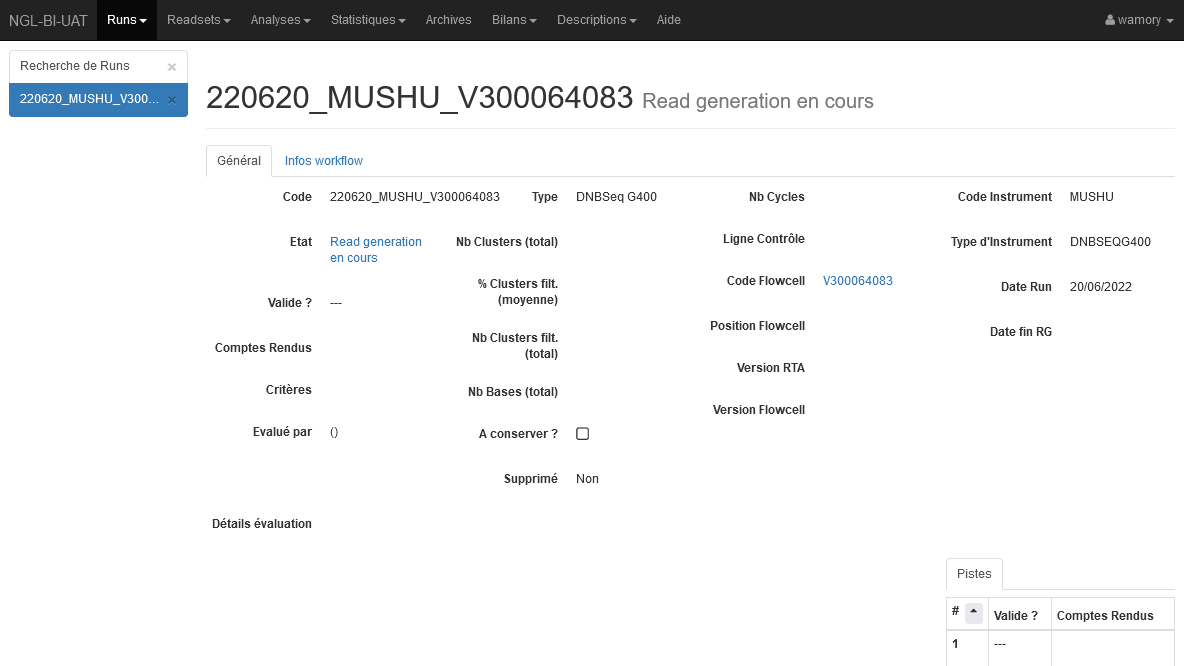 NGL-BI-UAT Runs Readsets Analyses Statistiques Archives Bilans Descriptions Aide wamory
Recherche de Runs ×
220620_MUSHU_V300... ×
220620_MUSHU_V300064083 Read generation en cours
Général Infos workflow
Code 220620_MUSHU_V300064083
Etat Read generation
en cours
Valide ? ---
Comptes Rendus
Critères
Evalué par ()
Détails évaluation
Type DNBSeq G400
Nb Clusters (total)
% Clusters filt.
(moyenne)
Nb Clusters filt.
(total)
Nb Bases (total)
A conserver ?
Supprimé Non
Nb Cycles
Ligne Contrôle
Code Flowcell V300064083
Position Flowcell
Version RTA
Version Flowcell
Code Instrument MUSHU
Type d'Instrument DNBSEQG400
Date Run 20/06/2022
Date fin RG
Pistes
# Valide ? Comptes Rendus
1 ---